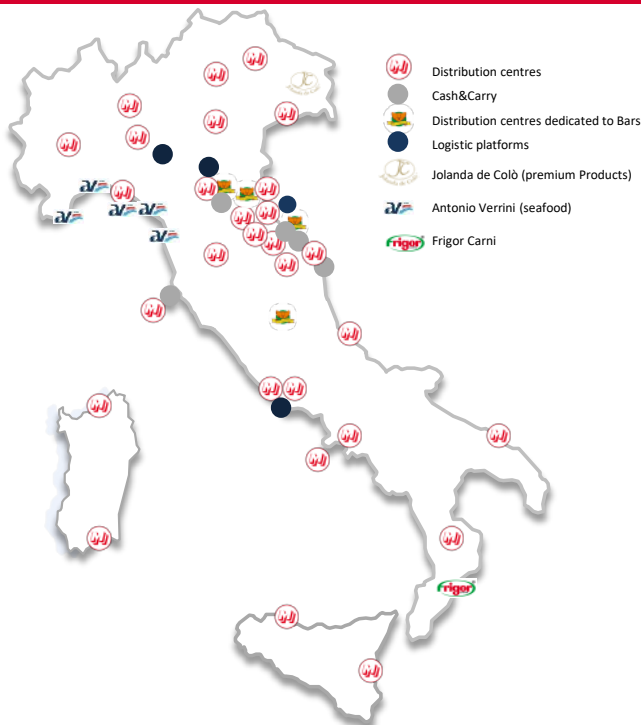 Distribution centres
Cash&Carry
Distribution centres dedicated to Bars
Logistic platforms
Jolanda de Colò (premium Products)
Antonio Verrini (seafood)
Frigor Carni
frigor
frigor